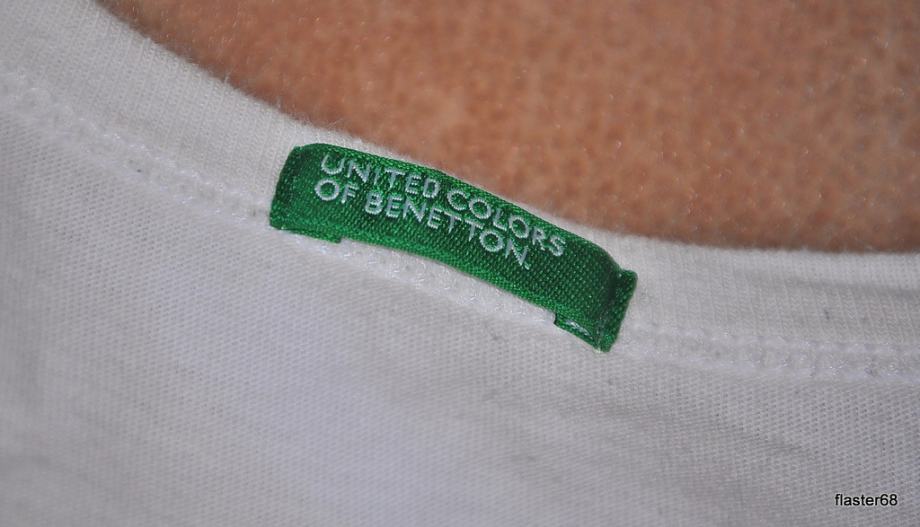 UNITED COLORS
OF BENETTON.
flaster68